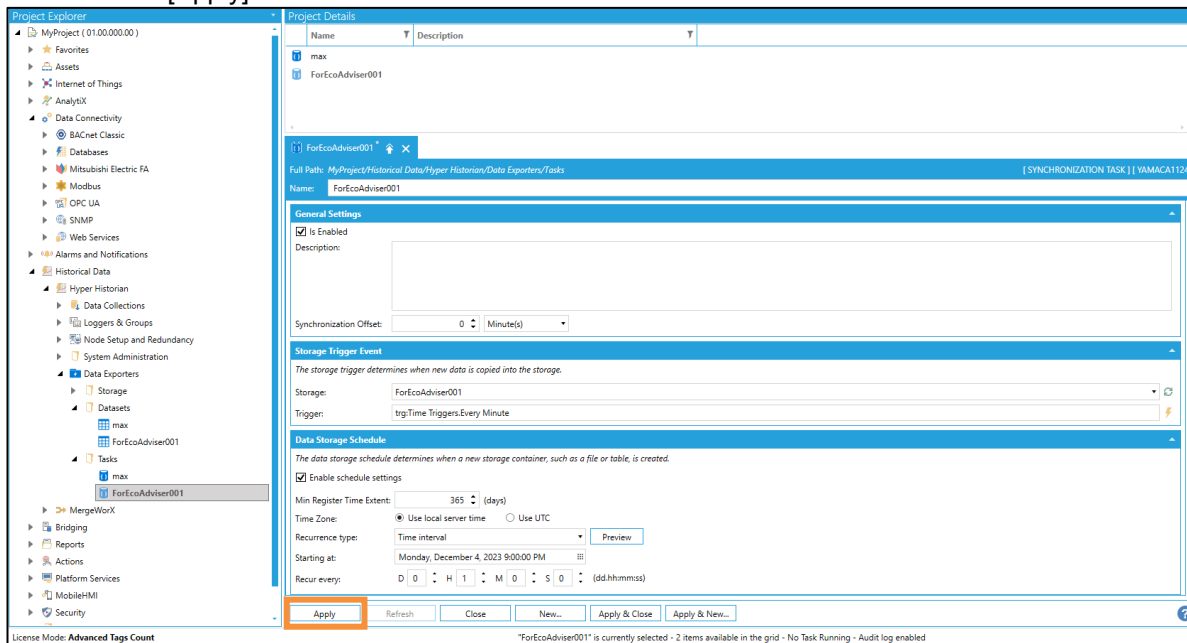 [Apply]
Project Explorer
MyProject ( 01.00.000.00 )
Favorites
Assets
Internet of Things
AnalytiX
Data Connectivity
BACnet Classic
Databases
Mitsubishi Electric FA
Modbus
OPC UA
SNMP
Web Services
Alarms and Notifications
Historical Data
Hyper Historian
Data Collections
Loggers & Groups
Node Setup and Redundancy
System Administration
Data Exporters
Storage
Datasets
max
ForEcoAdviser001
Tasks
max
ForEcoAdviser001
MergeWorX
Bridging
Reports
Actions
Platform Services
MobileHMI
Security
Project Details
Name Description
max
ForEcoAdviser001
ForEcoAdviser001*
Full Path: MyProject/Historical Data/Hyper Historian/Data Exporters/Tasks [ SYNCHRONIZATION TASK ] [ YAMACA1124
Name: ForEcoAdviser001
General Settings
Is Enabled
Description:
Synchronization Offset: 0 Minute(s)
Storage Trigger Event
The storage trigger determines when new data is copied into the storage.
Storage: ForEcoAdviser001
Trigger: trg:Time Triggers.Every Minute
Data Storage Schedule
The data storage schedule determines when a new storage container, such as a file or table, is created.
Enable schedule settings
Min Register Time Extent: 365 (days)
Time Zone: Use local server time Use UTC
Recurrence type: Time interval Preview
Starting at: Monday, December 4, 2023 9:00:00 PM
Recur every: D 0 H 1 M 0 S 0 (dd.hh:mm:ss)
Apply Refresh Close New... Apply & Close Apply & New... ?
License Mode: Advanced Tags Count "ForEcoAdviser001" is currently selected - 2 items available in the grid - No Task Running - Audit log enabled